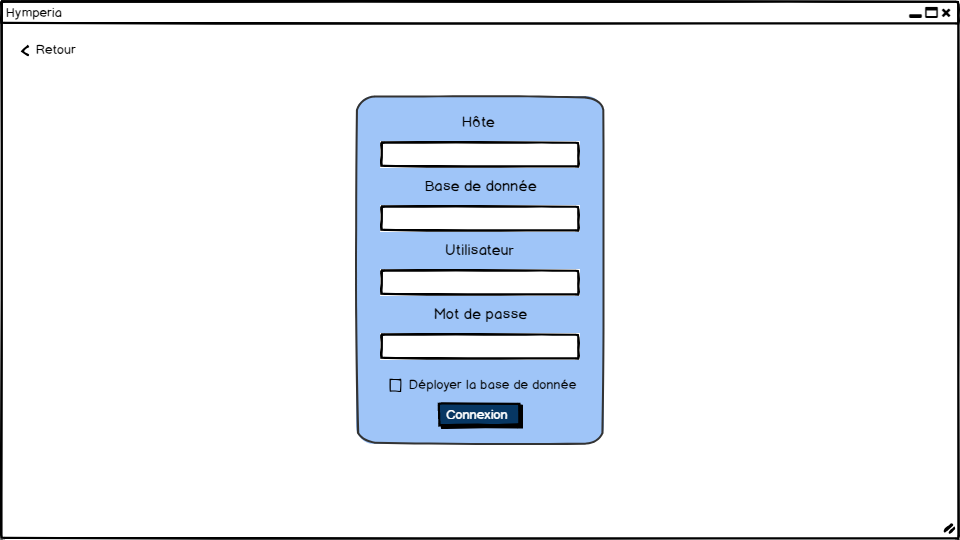 Hymperia
Retour
Hôte
Base de donnée
Utilisateur
Mot de passe
Déployer la base de donnée
Connexion